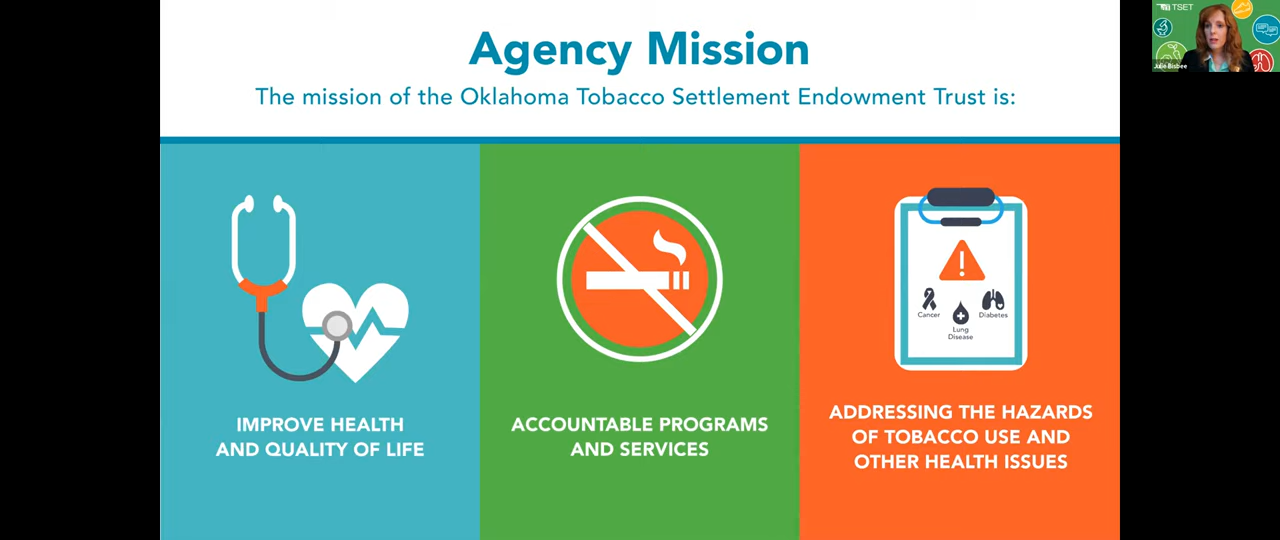 Agency Mission
The mission of the Oklahoma Tobacco Settlement Endowment Trust is:
TSET
Julie Bisbee
Cancer
Diabetes
Lung
Disease
IMPROVE HEALTH
AND QUALITY OF LIFE
ACCOUNTABLE PROGRAMS
AND SERVICES
ADDRESSING THE HAZARDS
OF TOBACCO USE AND
OTHER HEALTH ISSUES